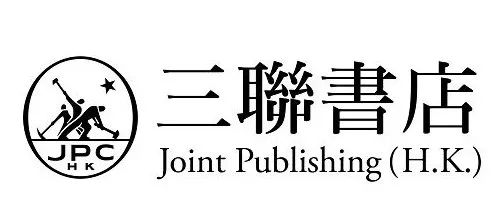 JPC
HK
三聯書店
Joint Publishing (H.K.)